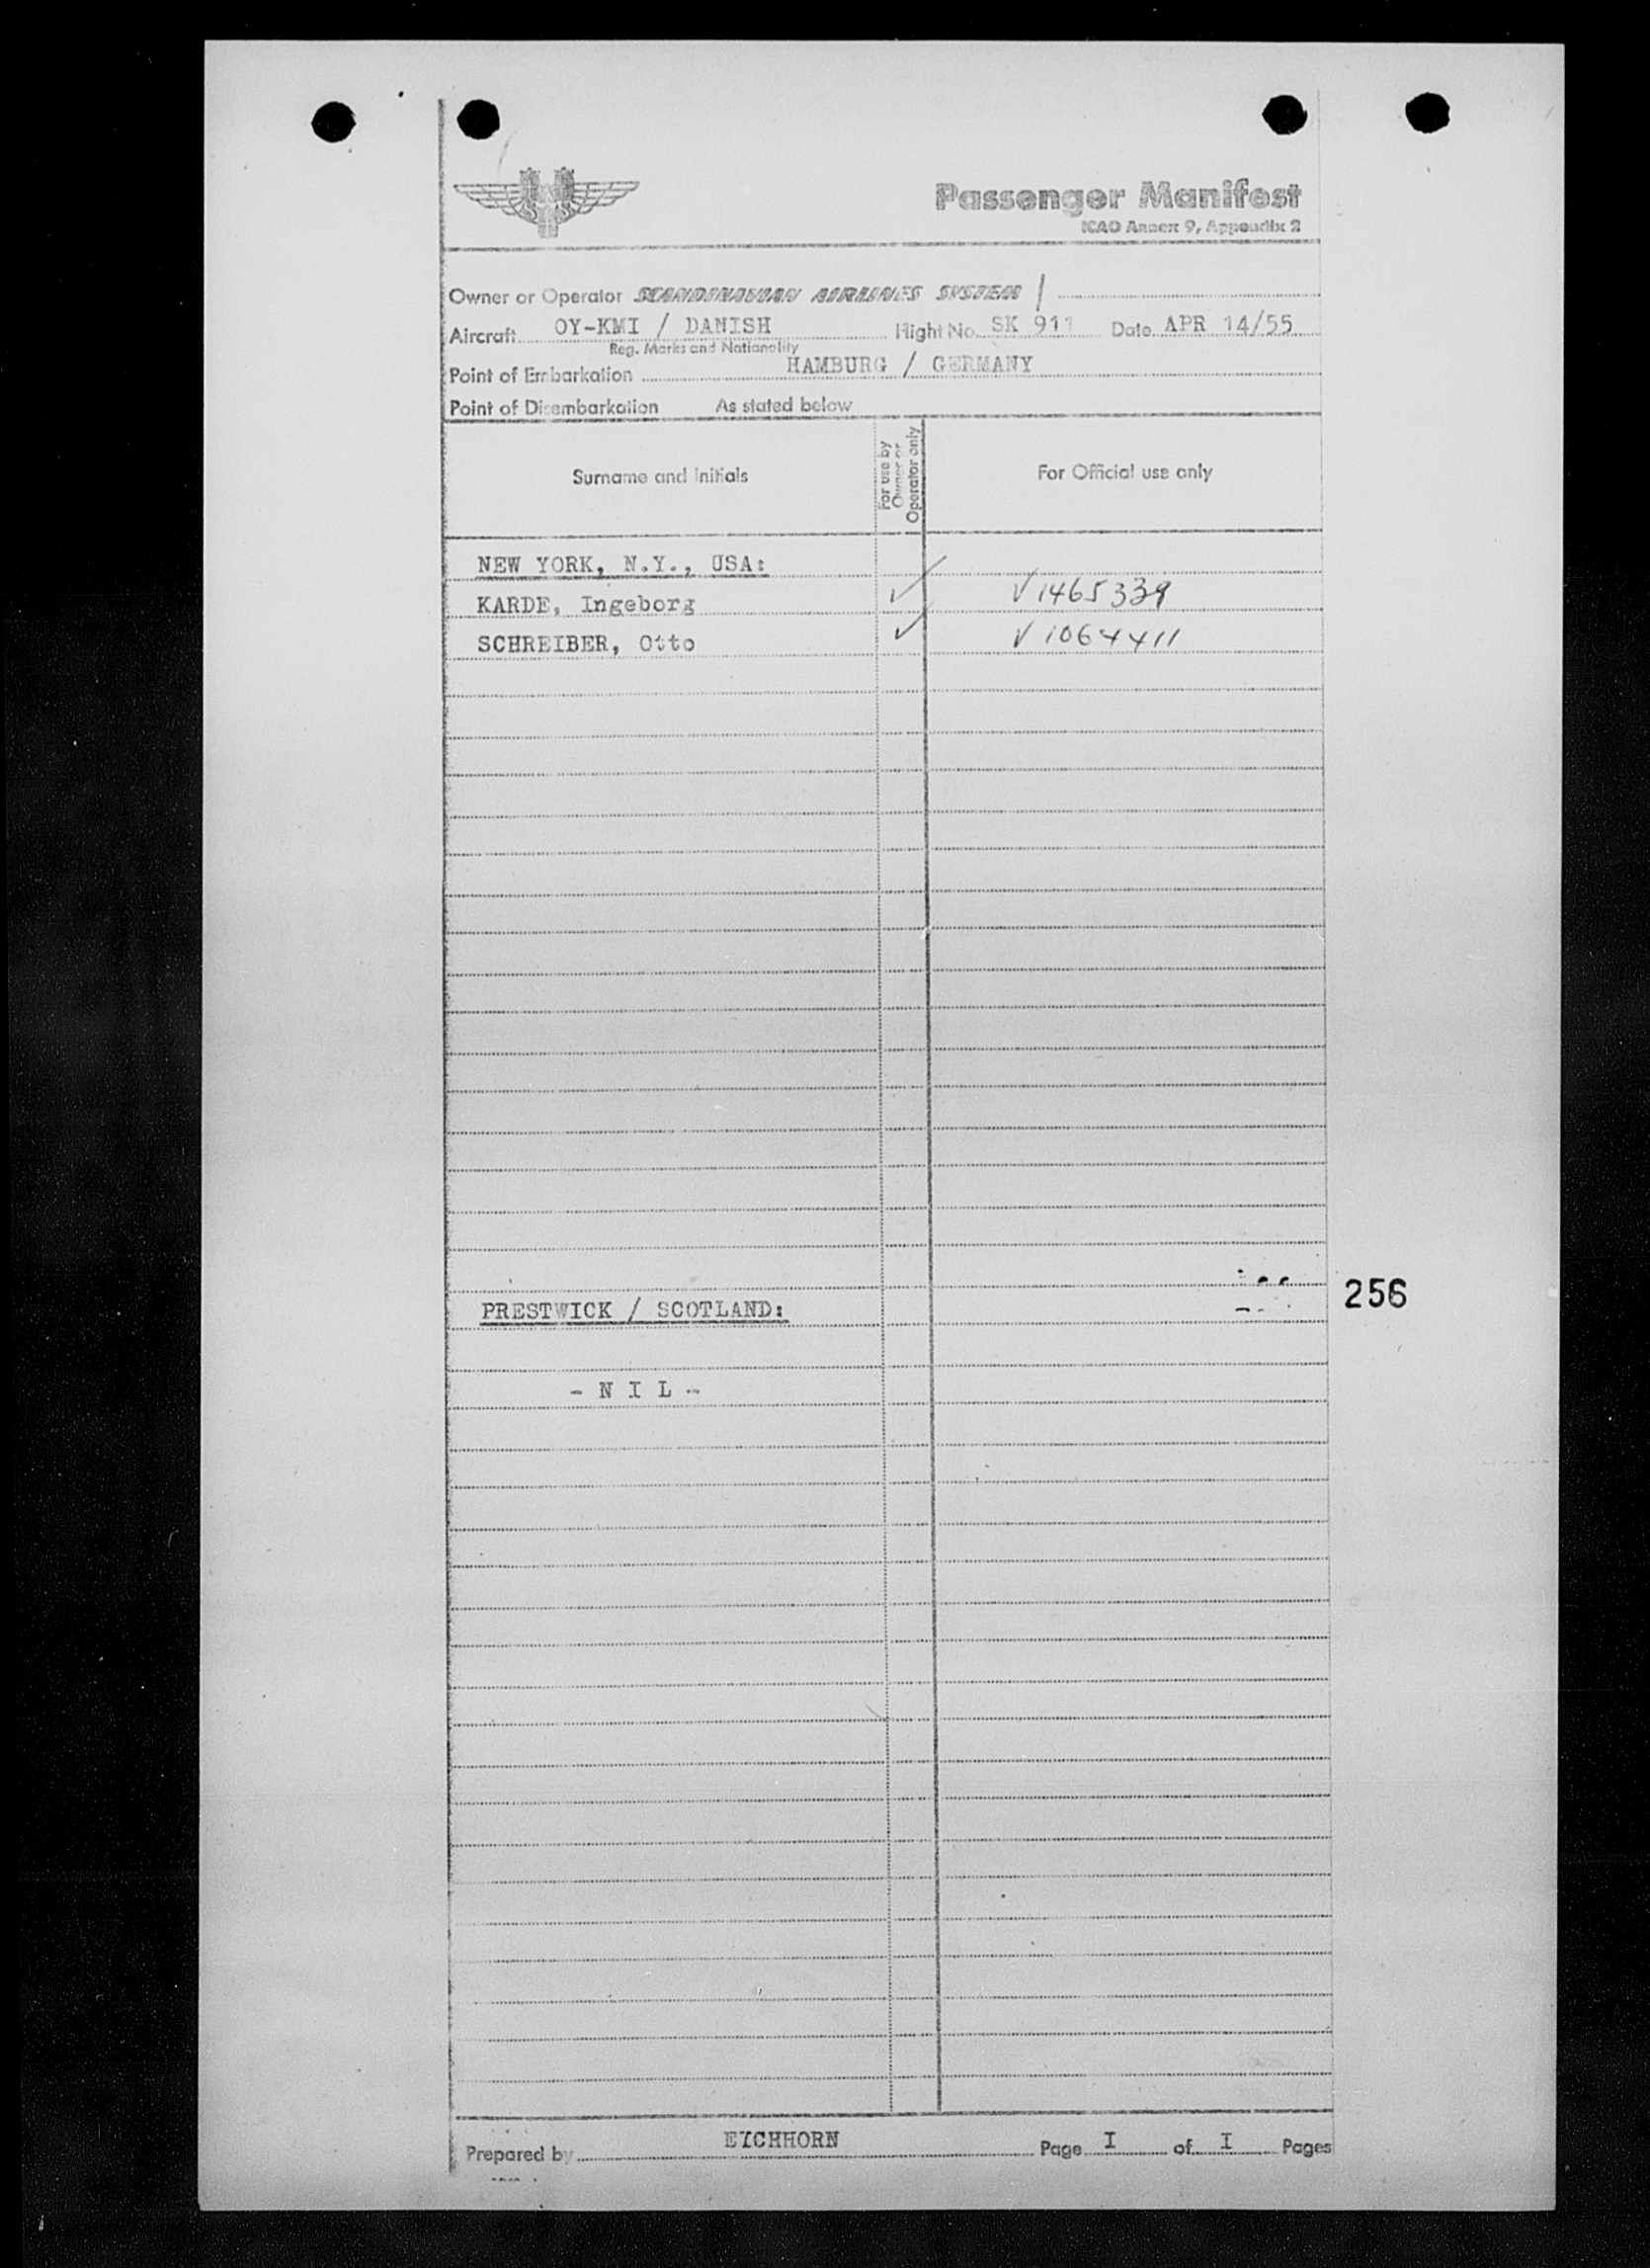 Passenger Manifest
ICAO Annex 9, Appendix 2
Owner or Operator SCANDINAVIAN AIRLINES SYSTEM /
Aircraft OY-KMI / DANISH Flight No. SK 911 Date APR 14/55
Reg. Marks and Nationality
Point of Embarkation HAMBURG / GERMANY
Point of Disembarkation As stated below
Surname and Initials For use by Owner or Operator only For Official use only
NEW YORK, N.Y., USA:
KARDE, Ingeborg ✓ V 1465339
SCHREIBER, Otto ✓ V 1064411
256
PRESTWICK / SCOTLAND:
- N I L -
Prepared by EICHHORN Page I of I Pages